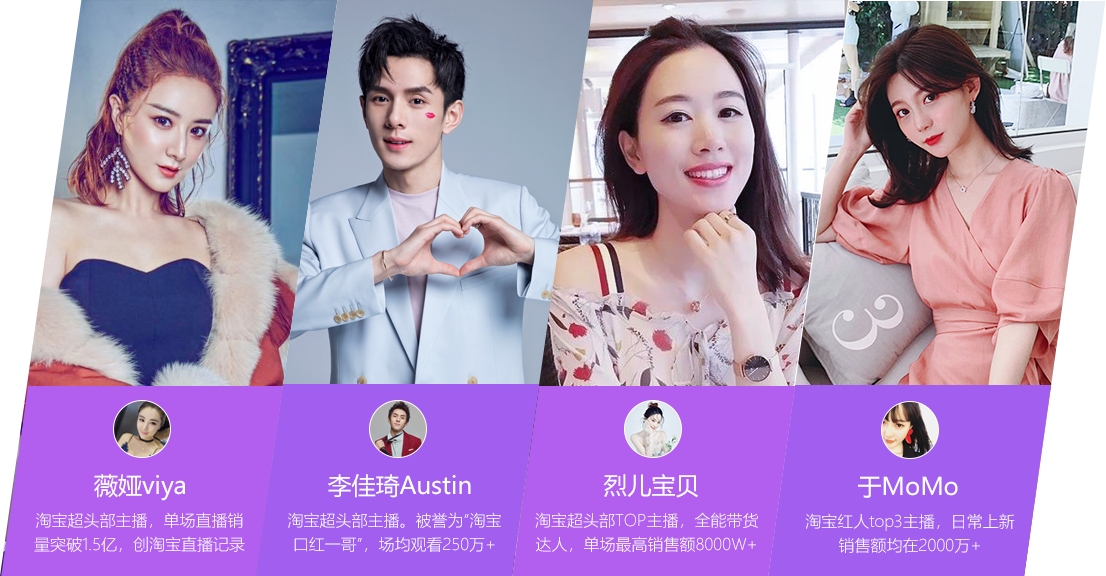 薇娅viya
淘宝超头部主播，单场直播销
量突破1.5亿，创淘宝直播记录
李佳琦Austin
淘宝超头部主播。被誉为“淘宝
口红一哥”，场均观看250万+
烈儿宝贝
淘宝超头部TOP主播，全能带货
达人，单场最高销售额8000W+
于MoMo
淘宝红人top3主播，日常上新
销售额均在2000万+